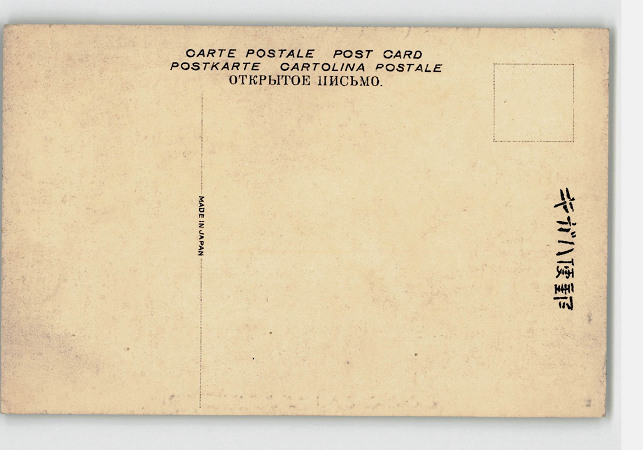 CARTE POSTALE POST CARD
POSTKARTE CARTOLINA POSTALE
ОТКРЫТОЕ ПИСЬМО.
MADE IN JAPAN
郵便ハガキ